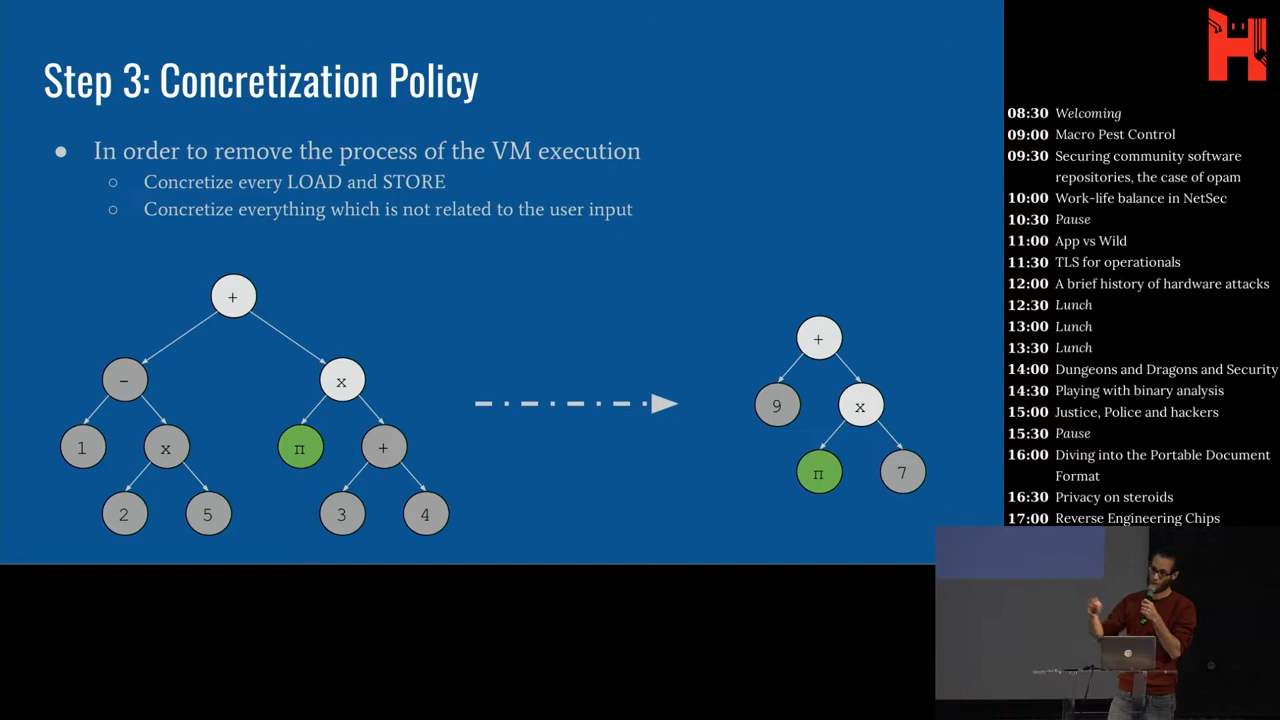 Step 3: Concretization Policy
● In order to remove the process of the VM execution
○ Concretize every LOAD and STORE
○ Concretize everything which is not related to the user input
+
- x
1 x π +
2 5 3 4
+
9 x
π 7
08:30 Welcoming
09:00 Macro Pest Control
09:30 Securing community software
repositories, the case of opam
10:00 Work-life balance in NetSec
10:30 Pause
11:00 App vs Wild
11:30 TLS for operationals
12:00 A brief history of hardware attacks
12:30 Lunch
13:00 Lunch
13:30 Lunch
14:00 Dungeons and Dragons and Security
14:30 Playing with binary analysis
15:00 Justice, Police and hackers
15:30 Pause
16:00 Diving into the Portable Document
Format
16:30 Privacy on steroids
17:00 Reverse Engineering Chips